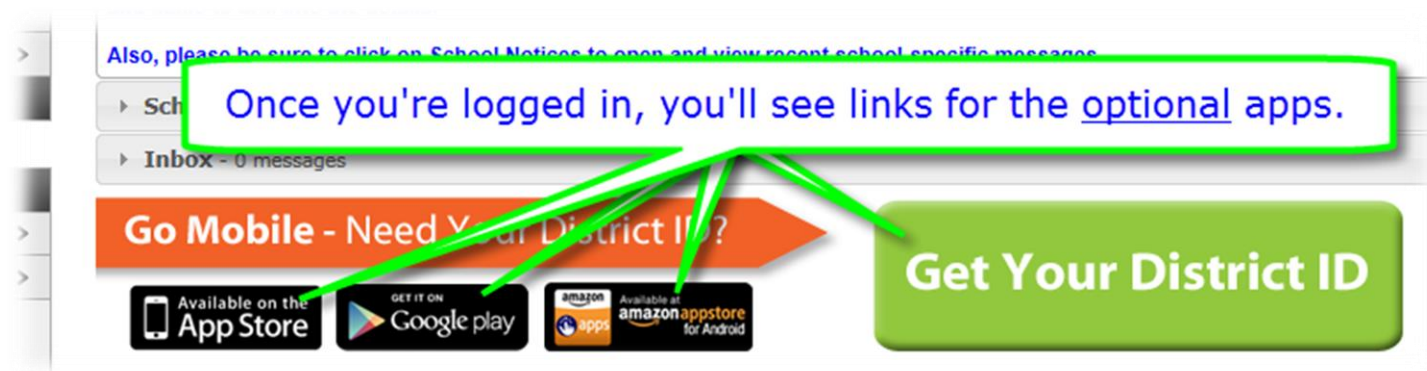 Also, please be sure to click on School Notices to open and view recent school-specific messages
Once you're logged in, you'll see links for the optional apps.
Sch
Inbox - 0 messages
Go Mobile - Need Your District ID?
Get Your District ID
Available on the
App Store
GET IT ON
Google play
amazon
apps
Available at
amazon appstore
for Android